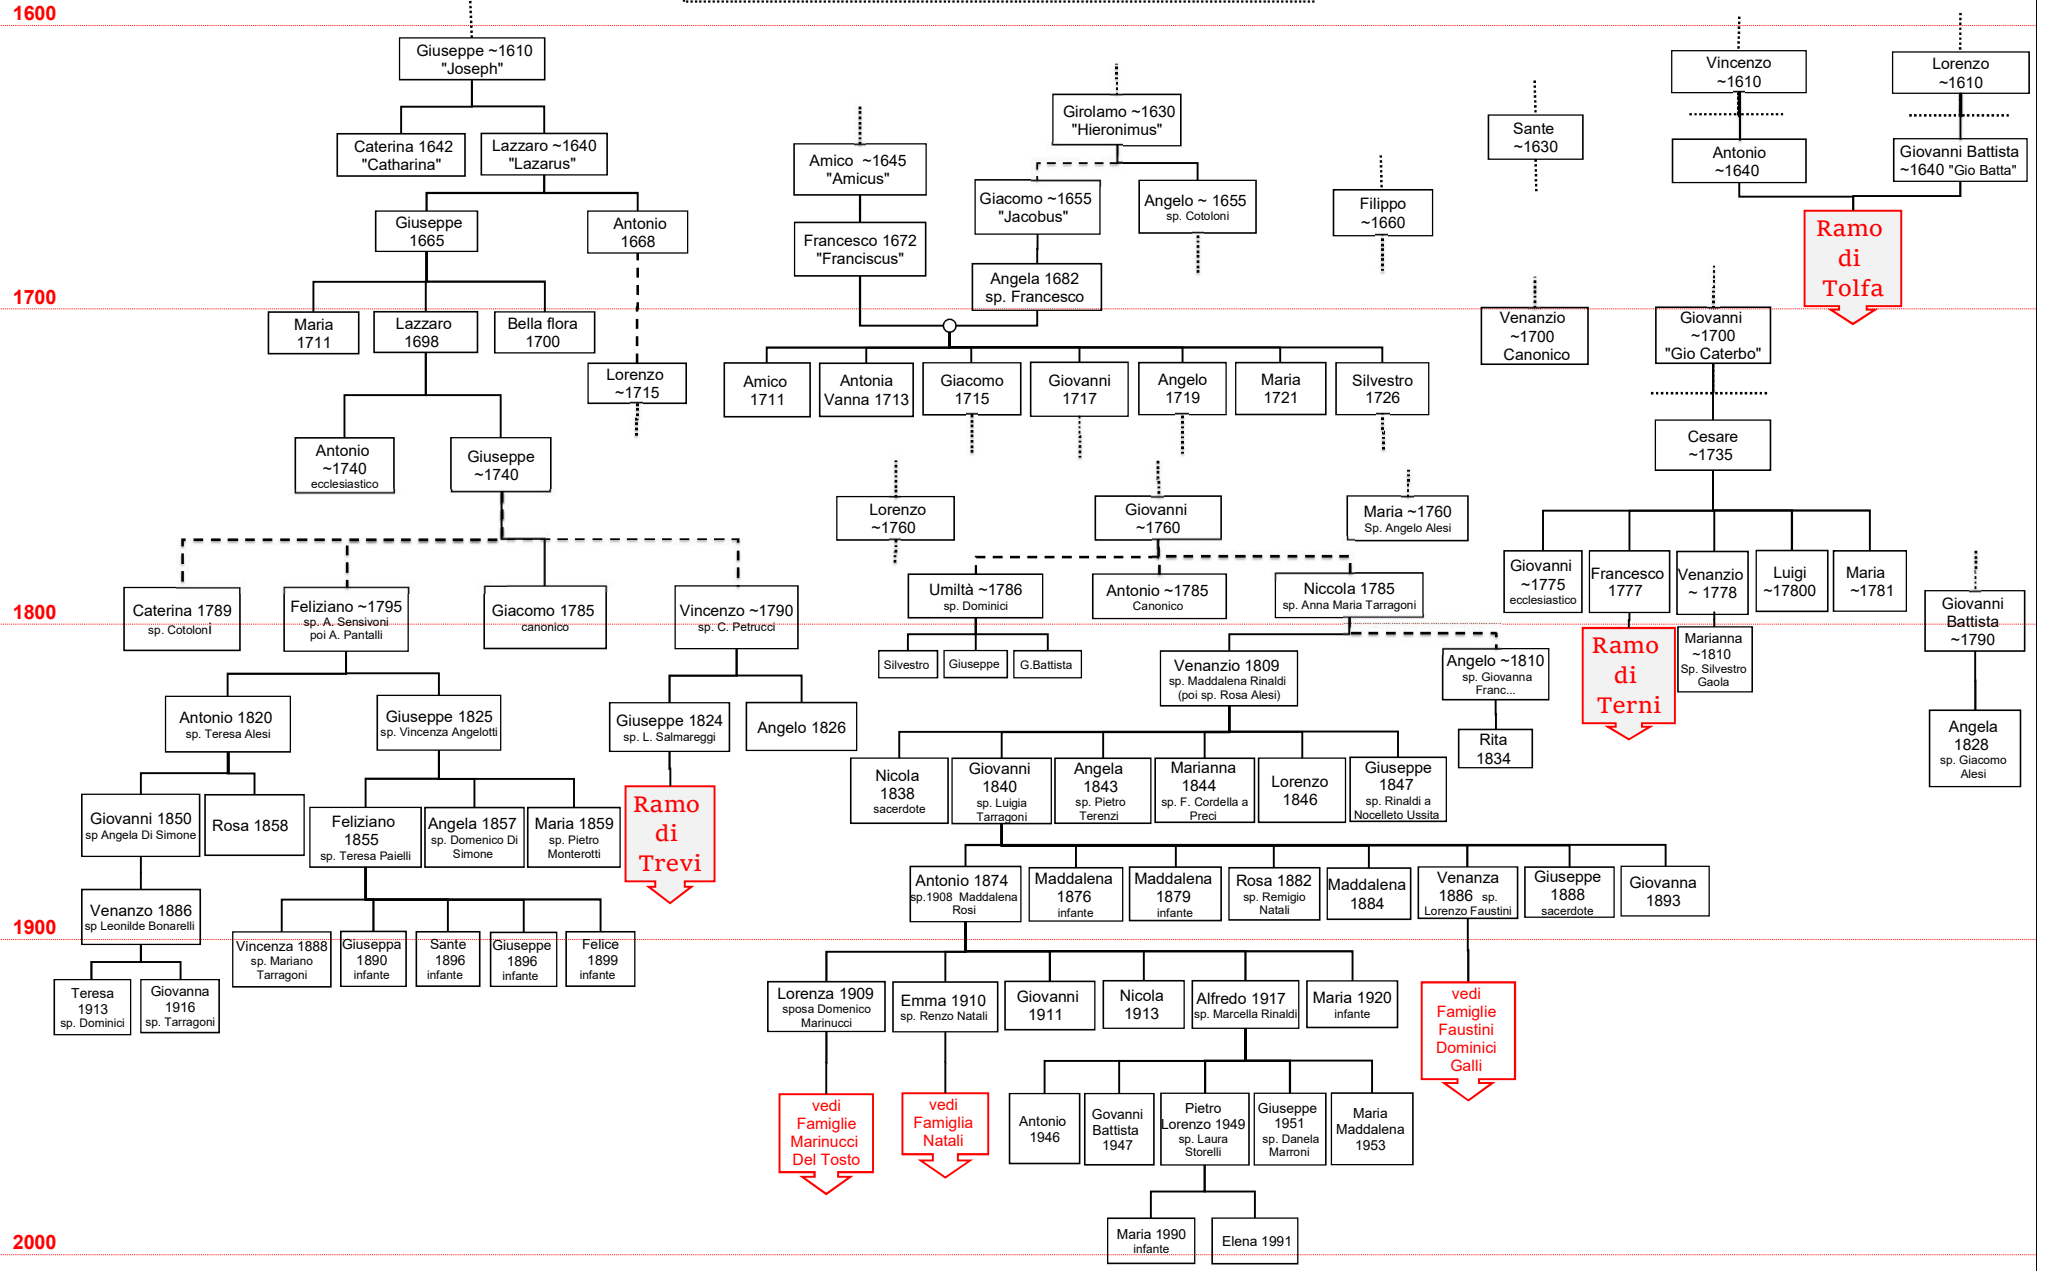 1600
Giuseppe ~1610
"Joseph"
Caterina 1642
"Catharina"
Lazzaro ~1640
"Lazarus"
Giuseppe
1665
Antonio
1668
Amico ~1645
"Amicus"
Francesco 1672
"Franciscus"
Girolamo ~1630
"Hieronimus"
Giacomo ~1655
"Jacobus"
Angelo ~ 1655
sp. Cotoloni
Angela 1682
sp. Francesco
Filippo
~1660
Sante
~1630
Vincenzo
~1610
Lorenzo
~1610
Antonio
~1640
Giovanni Battista
~1640 "Gio Batta"
Ramo
di
Tolfa
1700
Maria
1711
Lazzaro
1698
Bella flora
1700
Lorenzo
~1715
Amico
1711
Antonia
Vanna 1713
Giacomo
1715
Giovanni
1717
Angelo
1719
Maria
1721
Silvestro
1726
Venanzio
~1700
Canonico
Giovanni
~1700
"Gio Caterbo"
Cesare
~1735
Antonio
~1740
ecclesiastico
Giuseppe
~1740
Lorenzo
~1760
Giovanni
~1760
Maria ~1760
Sp. Angelo Alesi
Giovanni
~1775
ecclesiastico
Francesco
1777
Venanzio
~ 1778
Luigi
~17800
Maria
~1781
1800
Caterina 1789
sp. Cotoloni
Feliziano ~1795
sp. A. Sensivoni
poi A. Pantalli
Giacomo 1785
canonico
Vincenzo ~1790
sp. C. Petrucci
Umiltà ~1786
sp. Dominici
Antonio ~1785
Canonico
Niccola 1785
sp. Anna Maria Tarragoni
Giovanni
Battista
~1790
Silvestro
Giuseppe
G.Battista
Venanzio 1809
sp. Maddalena Rinaldi
(poi sp. Rosa Alesi)
Angelo ~1810
sp. Giovanna
Franc...
Ramo
di
Terni
Marianna
~1810
Sp. Silvestro
Gaola
Antonio 1820
sp. Teresa Alesi
Giuseppe 1825
sp. Vincenza Angelotti
Giuseppe 1824
sp. L. Salmareggi
Angelo 1826
Rita
1834
Angela
1828
sp. Giacomo
Alesi
Nicola
1838
sacerdote
Giovanni
1840
sp. Luigia
Tarragoni
Angela
1843
sp. Pietro
Terenzi
Marianna
1844
sp. F. Cordella a
Preci
Lorenzo
1846
Giuseppe
1847
sp. Rinaldi a
Nocelleto Ussita
Giovanni 1850
sp Angela Di Simone
Rosa 1858
Feliziano
1855
sp. Teresa Paielli
Angela 1857
sp. Domenico Di
Simone
Maria 1859
sp. Pietro
Monterotti
Ramo
di
Trevi
Antonio 1874
sp.1908 Maddalena
Rosi
Maddalena
1876
infante
Maddalena
1879
infante
Rosa 1882
sp. Remigio
Natali
Maddalena
1884
Venanza
1886 sp.
Lorenzo Faustini
Giuseppe
1888
sacerdote
Giovanna
1893
Venanzo 1886
sp Leonilde Bonarelli
1900
Vincenza 1888
sp. Mariano
Tarragoni
Giuseppa
1890
infante
Sante
1896
infante
Giuseppe
1896
infante
Felice
1899
infante
Teresa
1913
sp. Dominici
Giovanna
1916
sp. Tarragoni
Lorenza 1909
sposa Domenico
Marinucci
Emma 1910
sp. Renzo Natali
Giovanni
1911
Nicola
1913
Alfredo 1917
sp. Marcella Rinaldi
Maria 1920
infante
vedi
Famiglie
Faustini
Dominici
Galli
vedi
Famiglie
Marinucci
Del Tosto
vedi
Famiglia
Natali
Antonio
1946
Govanni
Battista
1947
Pietro
Lorenzo 1949
sp. Laura
Storelli
Giuseppe
1951
sp. Danela
Marroni
Maria
Maddalena
1953
Maria 1990
infante
Elena 1991
2000